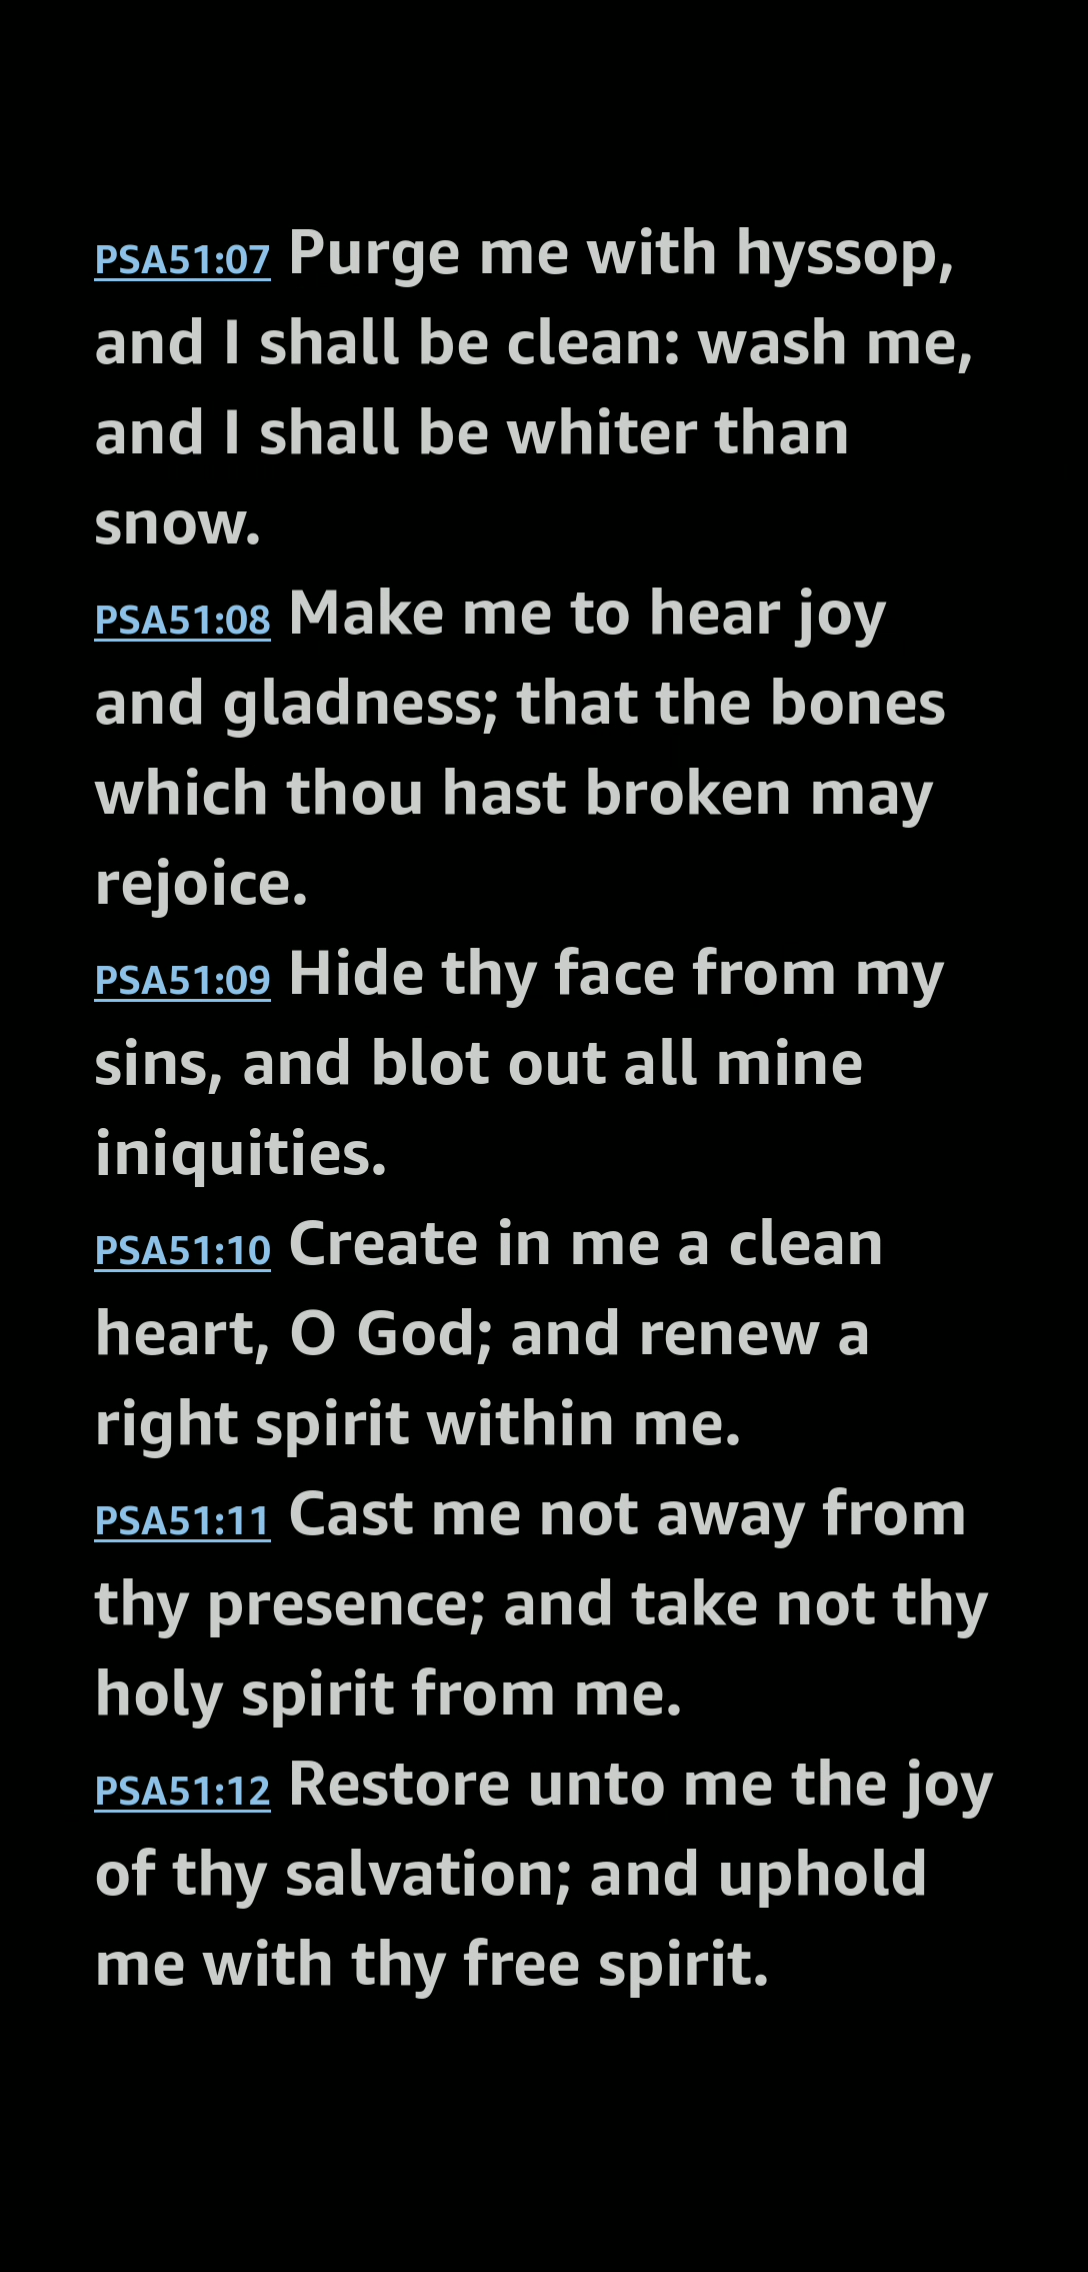 PSA51:07 Purge me with hyssop,
and I shall be clean: wash me,
and I shall be whiter than
snow.
PSA51:08 Make me to hear joy
and gladness; that the bones
which thou hast broken may
rejoice.
PSA51:09 Hide thy face from my
sins, and blot out all mine
iniquities.
PSA51:10 Create in me a clean
heart, O God; and renew a
right spirit within me.
PSA51:11 Cast me not away from
thy presence; and take not thy
holy spirit from me.
PSA51:12 Restore unto me the joy
of thy salvation; and uphold
me with thy free spirit.